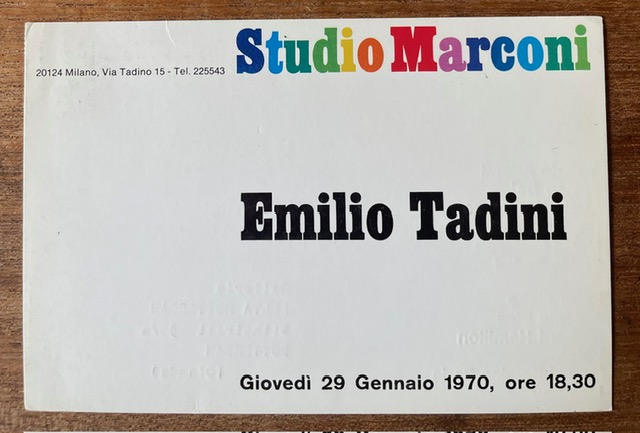 Studio Marconi
20124 Milano, Via Tadino 15 - Tel. 225543
Emilio Tadini
Giovedì 29 Gennaio 1970, ore 18,30